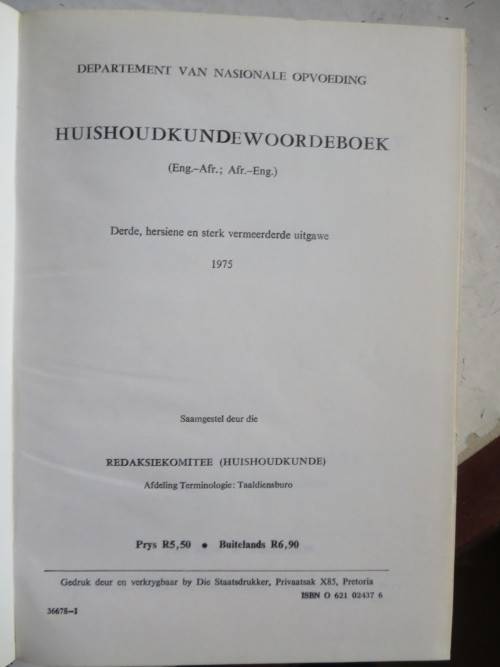 DEPARTEMENT VAN NASIONALE OPVOEDING
HUISHOUDKUNDEWOORDEBOEK
(Eng.-Afr.; Afr.-Eng.)
Derde, hersiene en sterk vermeerderde uitgawe
1975
Saamgestel deur die
REDAKSIEKOMITEE (HUISHOUDKUNDE)
Afdeling Terminologie: Taaldiensburo
Prys R5,50 • Buitelands R6,90
Gedruk deur en verkrygbaar by Die Staatsdrukker, Privaatsak X85, Pretoria
ISBN O 621 02437 6
36678—I